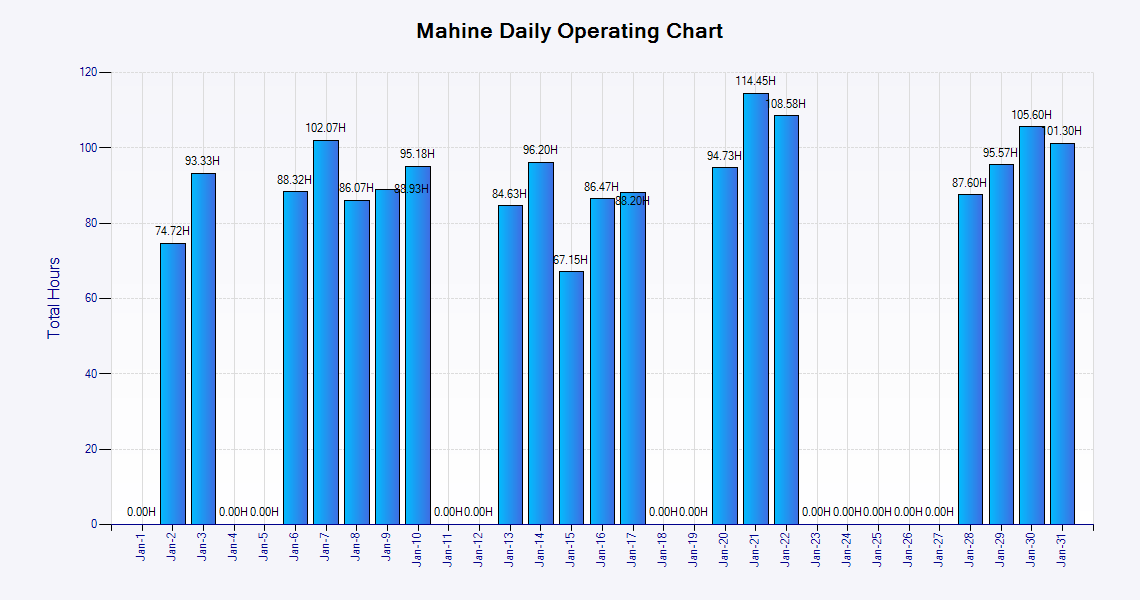 Mahine Daily Operating Chart
Total Hours
120
100
80
60
40
20
0
0.00H
74.72H
93.33H
0.00H
0.00H
88.32H
102.07H
86.07H
88.93H
95.18H
0.00H
0.00H
84.63H
96.20H
67.15H
86.47H
88.20H
0.00H
0.00H
94.73H
114.45H
108.58H
0.00H
0.00H
0.00H
0.00H
0.00H
87.60H
95.57H
105.60H
101.30H
Jan-1
Jan-2
Jan-3
Jan-4
Jan-5
Jan-6
Jan-7
Jan-8
Jan-9
Jan-10
Jan-11
Jan-12
Jan-13
Jan-14
Jan-15
Jan-16
Jan-17
Jan-18
Jan-19
Jan-20
Jan-21
Jan-22
Jan-23
Jan-24
Jan-25
Jan-26
Jan-27
Jan-28
Jan-29
Jan-30
Jan-31